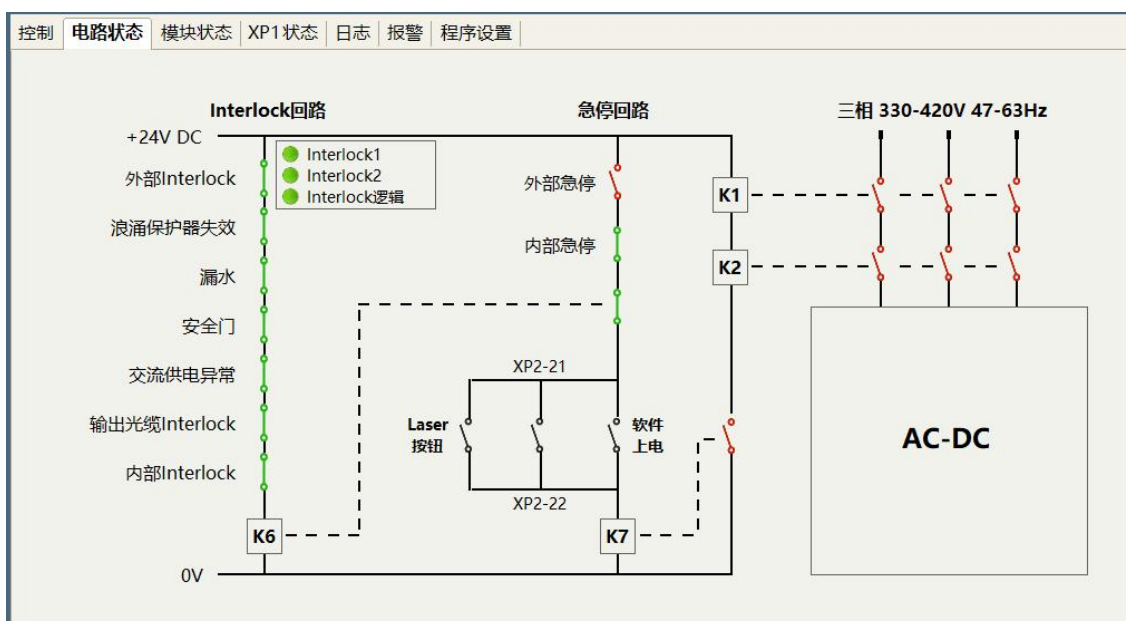 控制 电路状态 模块状态 XP1状态 日志 报警 程序设置
Interlock回路 急停回路 三相 330-420V 47-63Hz
+24V DC
Interlock1
Interlock2
Interlock逻辑
外部Interlock
浪涌保护器失效
漏水
安全门
交流供电异常
输出光缆Interlock
内部Interlock
K6
0V
外部急停
内部急停
XP2-21
Laser
按钮
软件
上电
XP2-22
K7
K1
K2
AC-DC